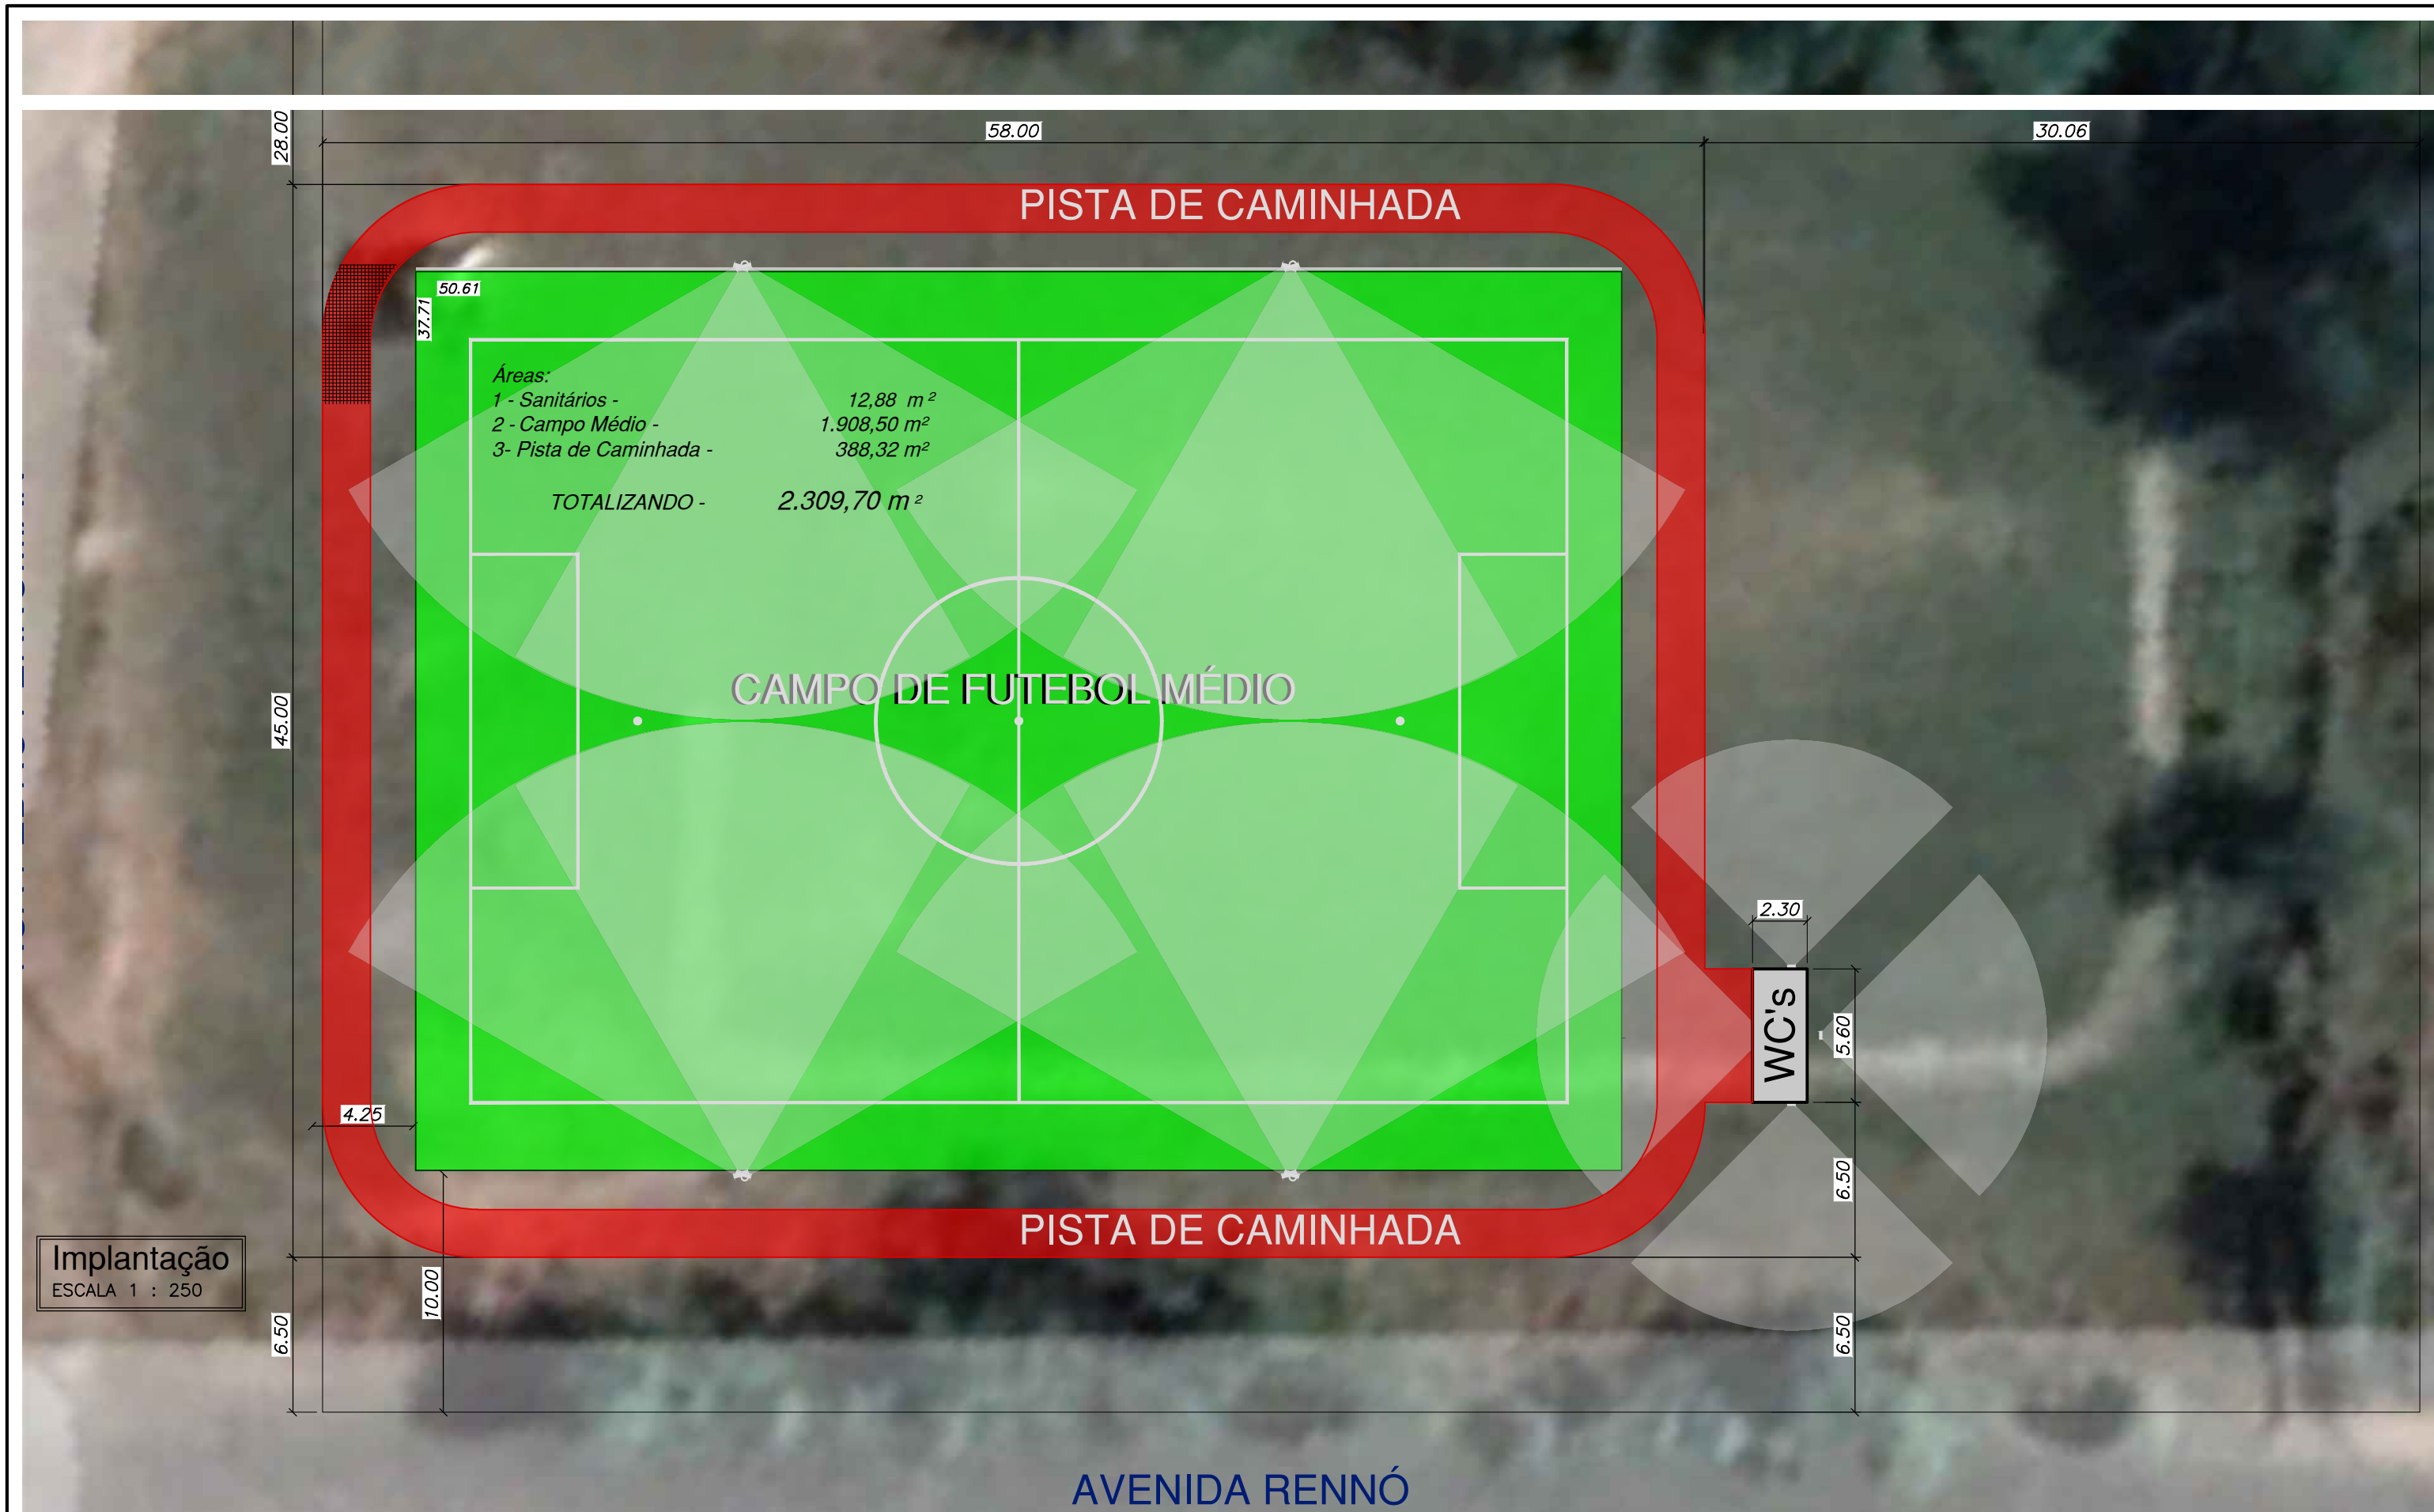 28.00
58.00
30.06
PISTA DE CAMINHADA
50.61
37.71
Áreas:
1 - Sanitários - 12,88 m²
2 - Campo Médio - 1.908,50 m²
3- Pista de Caminhada - 388,32 m²
TOTALIZANDO - 2.309,70 m²
CAMPO DE FUTEBOL MÉDIO
45.00
2.30
WC's
5.60
4.25
6.50
PISTA DE CAMINHADA
Implantação
ESCALA 1 : 250
10.00
6.50
6.50
AVENIDA RENNÓ